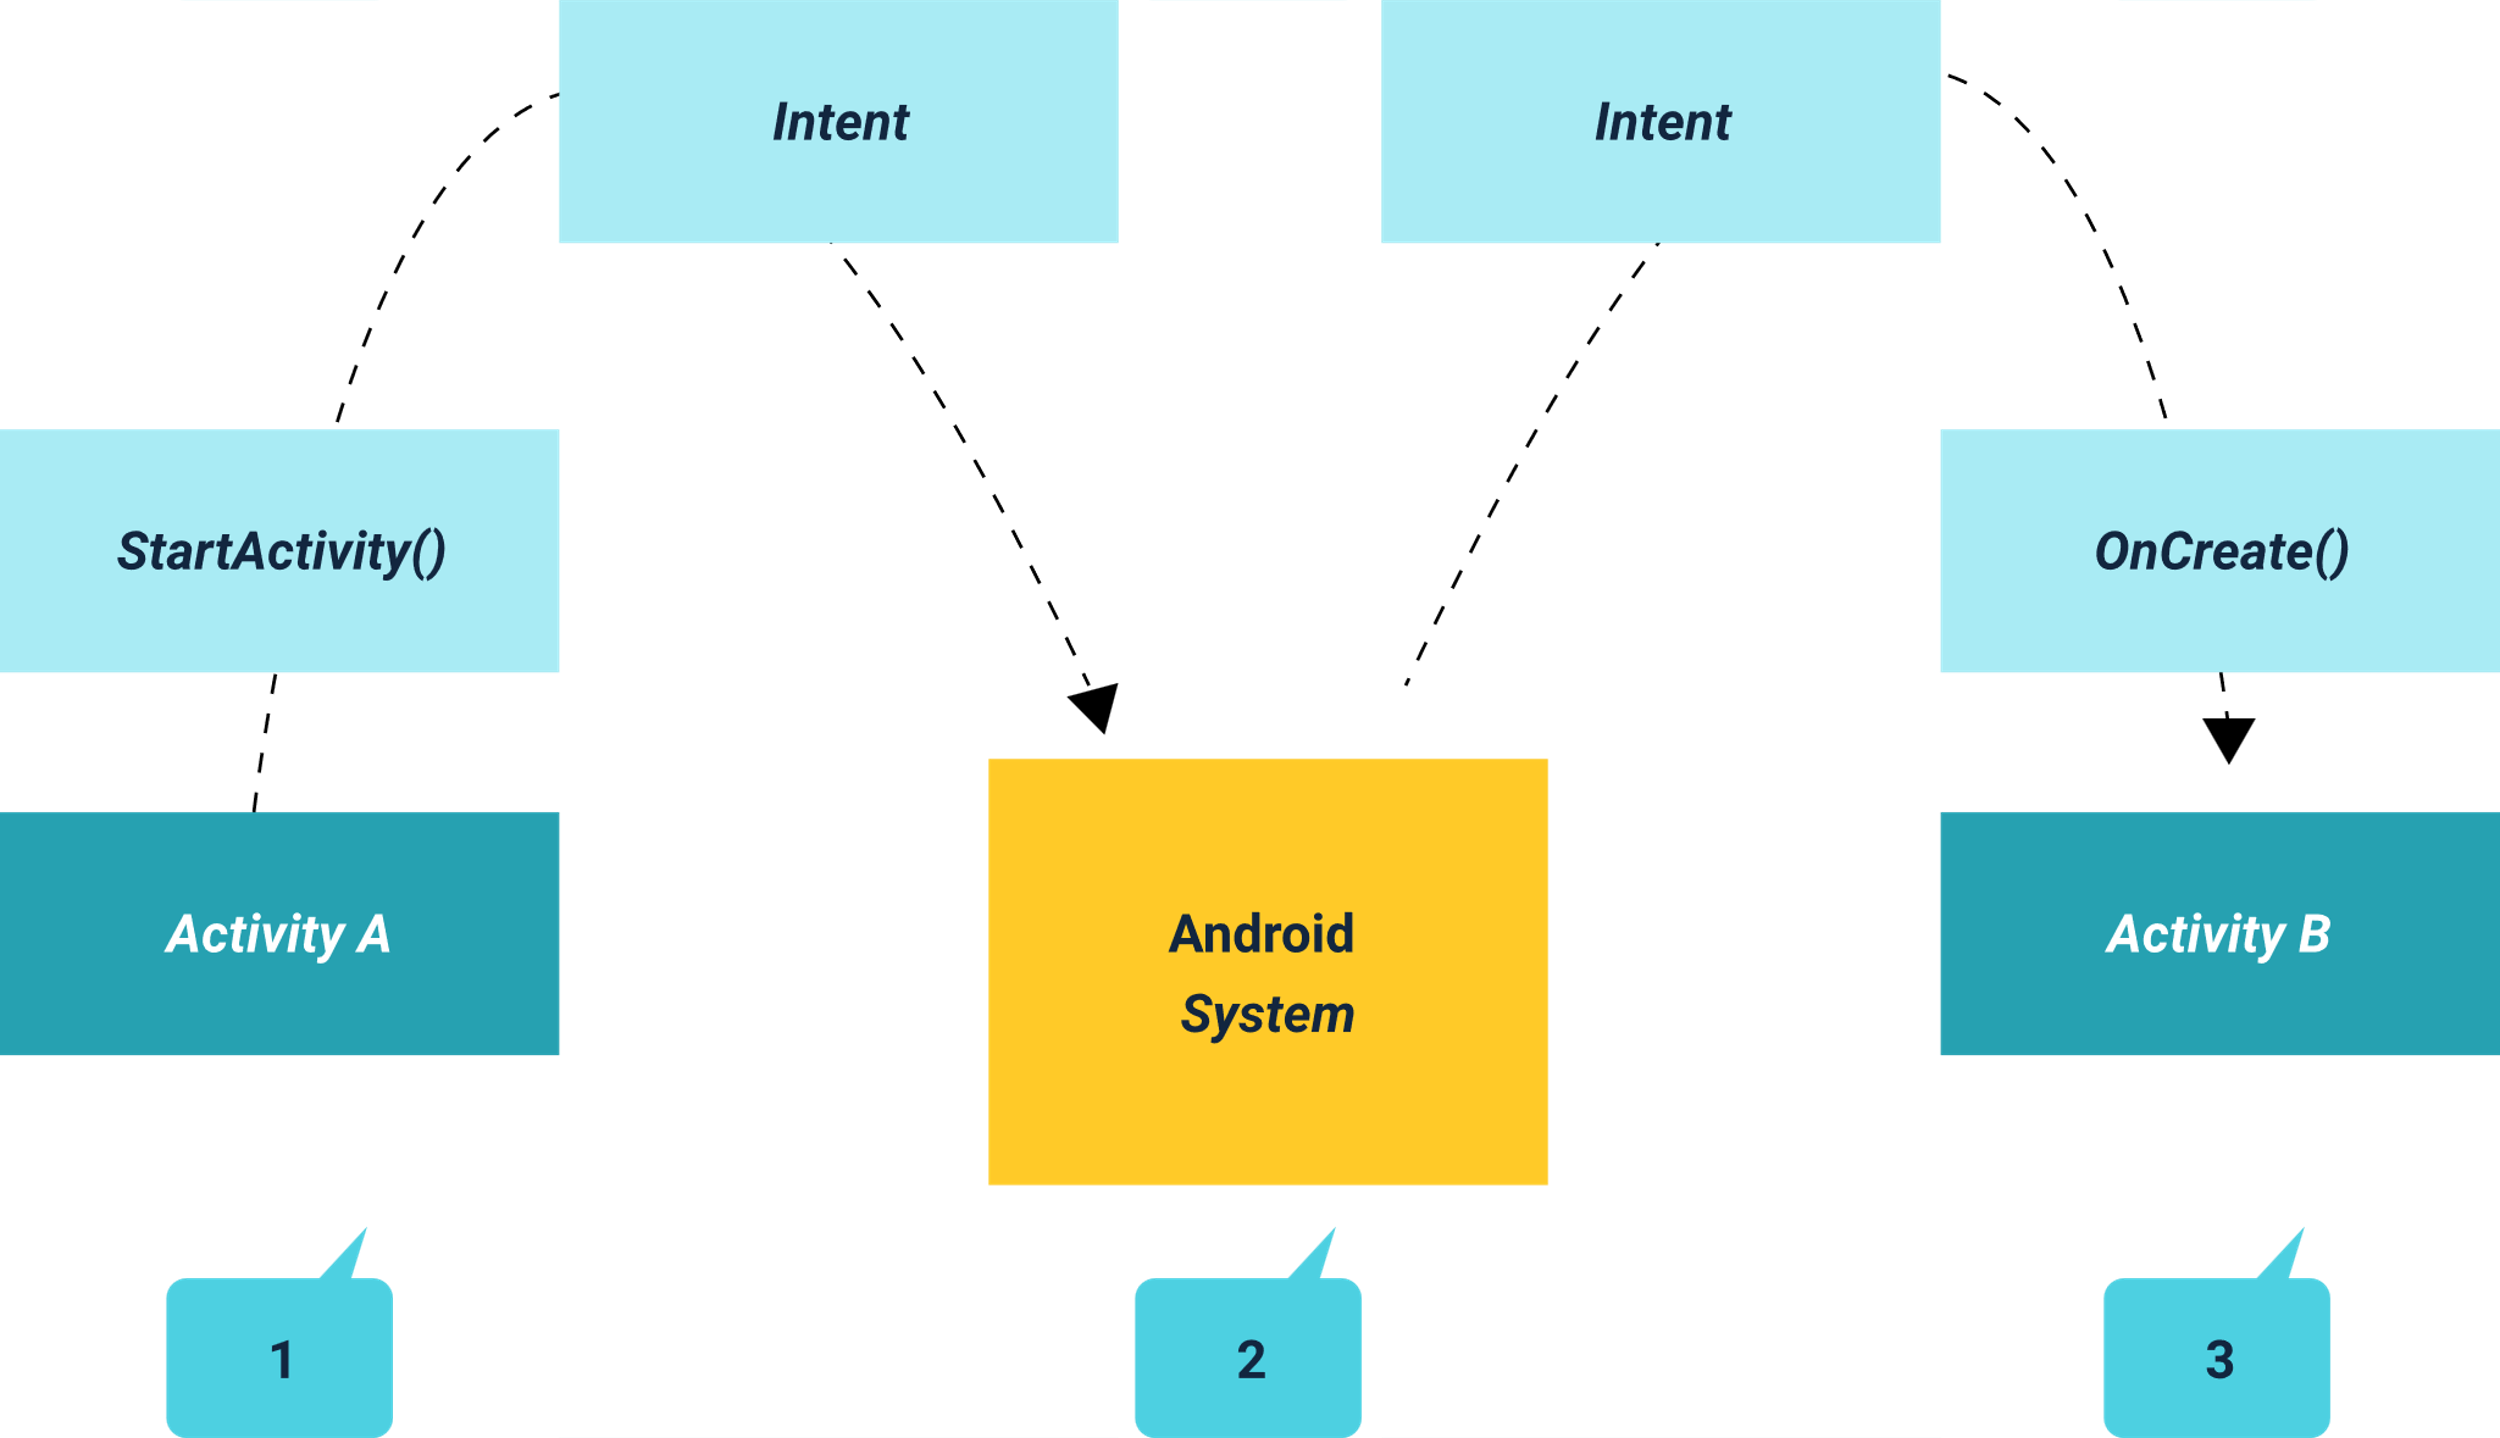 Intent
Intent
StartActivity()
OnCreate()
Activity A
Android
System
Activity B
1
2
3